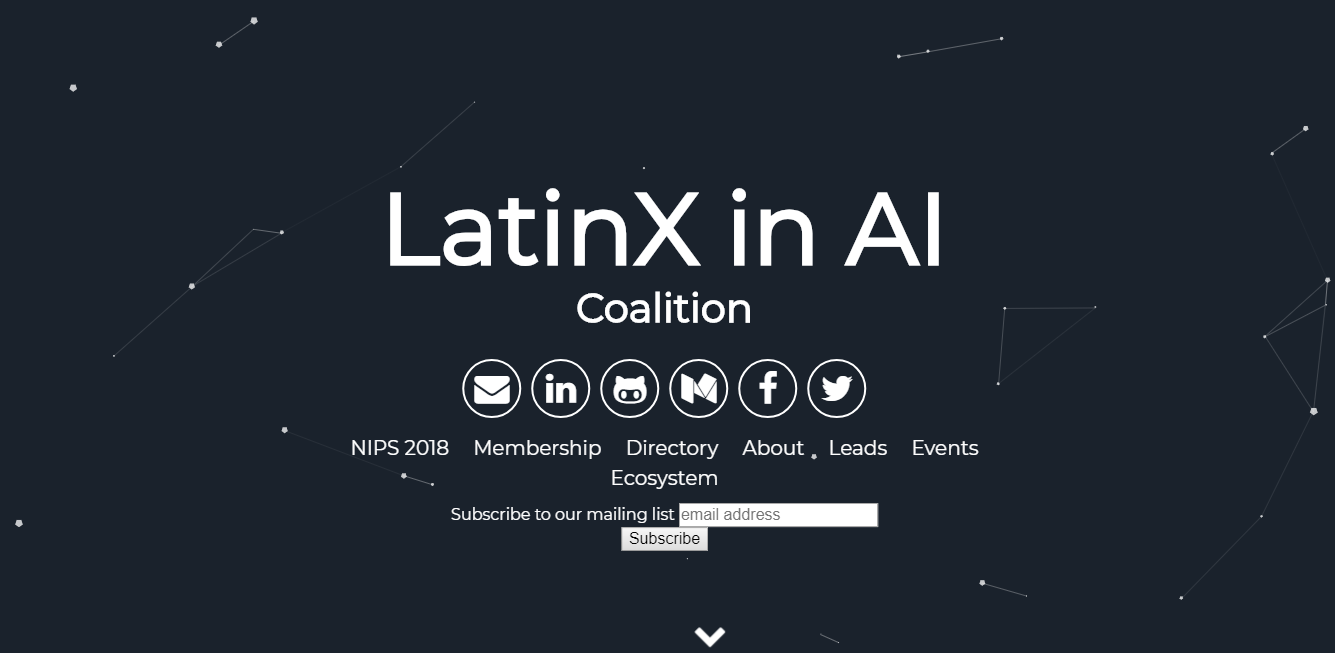 LatinX in AI
Coalition
NIPS 2018 Membership Directory About Leads Events
Ecosystem
Subscribe to our mailing list email address
Subscribe